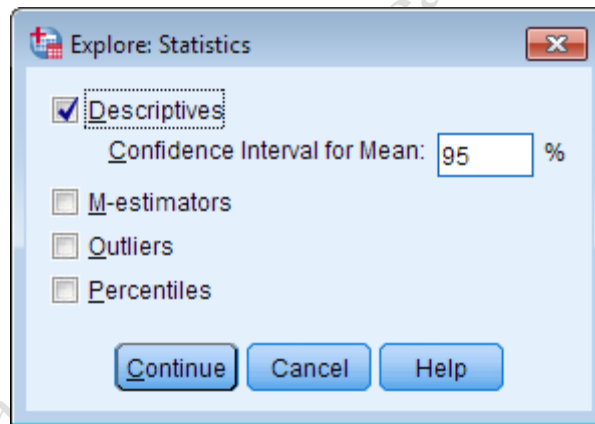 Explore: Statistics
Descriptives
Confidence Interval for Mean: 95 %
M-estimators
Outliers
Percentiles
Continue Cancel Help